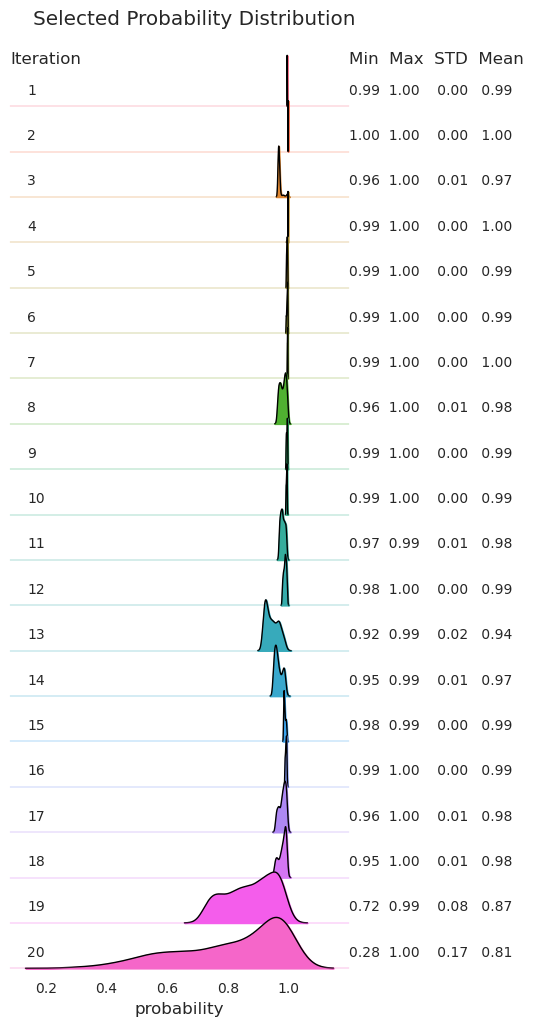 Selected Probability Distribution
Iteration Min Max STD Mean
1 0.99 1.00 0.00 0.99
2 1.00 1.00 0.00 1.00
3 0.96 1.00 0.01 0.97
4 0.99 1.00 0.00 1.00
5 0.99 1.00 0.00 0.99
6 0.99 1.00 0.00 0.99
7 0.99 1.00 0.00 1.00
8 0.96 1.00 0.01 0.98
9 0.99 1.00 0.00 0.99
10 0.99 1.00 0.00 0.99
11 0.97 0.99 0.01 0.98
12 0.98 1.00 0.00 0.99
13 0.92 0.99 0.02 0.94
14 0.95 0.99 0.01 0.97
15 0.98 0.99 0.00 0.99
16 0.99 1.00 0.00 0.99
17 0.96 1.00 0.01 0.98
18 0.95 1.00 0.01 0.98
19 0.72 0.99 0.08 0.87
20 0.28 1.00 0.17 0.81
0.2 0.4 0.6 0.8 1.0
probability